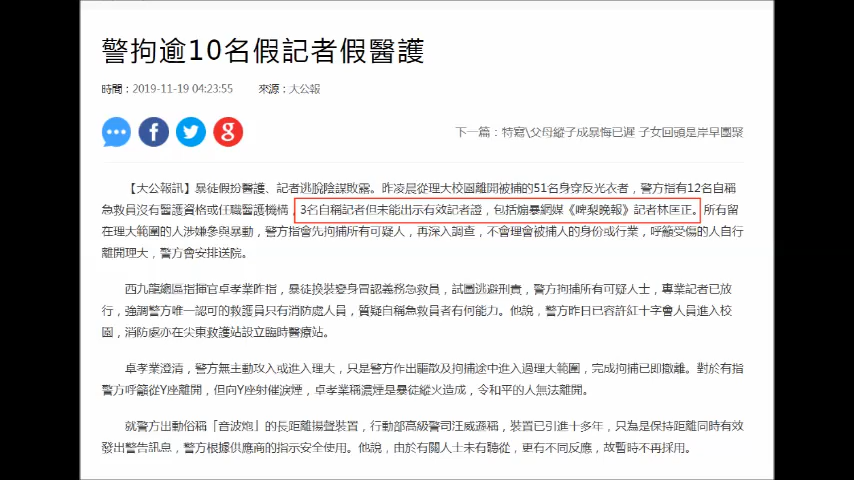 警拘逾10名假記者假醫護
時間：2019-11-19 04:23:55 來源：大公報
下一篇：特寫\父母縱子成暴悔已遲 子女回頭是岸早團聚
【大公報訊】暴徒假扮醫護、記者逃脫陰謀敗露。昨凌晨從理大校園離開被捕的51名身穿反光衣者，警方指有12名自稱
急救員沒有醫護資格或任職醫護機構，3名自稱記者但未能出示有效記者證，包括煽暴網媒《啤梨晚報》記者林匡正。所有留
在理大範圍的人涉嫌參與暴動，警方指會先拘捕所有可疑人，再深入調查，不會理會被捕人的身份或行業，呼籲受傷的人自行
離開理大，警方會安排送院。
西九龍總區指揮官卓孝業昨指，暴徒換裝變身冒認義務急救員，試圖逃避刑責，警方拘捕所有可疑人士，專業記者已放
行，強調警方唯一認可的救護員只有消防處人員，質疑自稱急救員者有何能力。他說，警方昨日已容許紅十字會人員進入校
園，消防處亦在尖東救護站設立臨時醫療站。
卓孝業澄清，警方無主動攻入或進入理大，只是警方作出驅散及拘捕途中進入過理大範圍，完成拘捕已即撤離。對於有指
警方呼籲從Y座離開，但向Y座射催淚煙，卓孝業稱濃煙是暴徒縱火造成，令和平的人無法離開。
就警方出動俗稱「音波炮」的長距離揚聲裝置，行動部高級警司汪威遜稱，裝置已引進十多年，只為是保持距離同時有效
發出警告訊息，警方根據供應商的指示安全使用。他說，由於有關人士未有聽從，更有不同反應，故暫時不再採用。